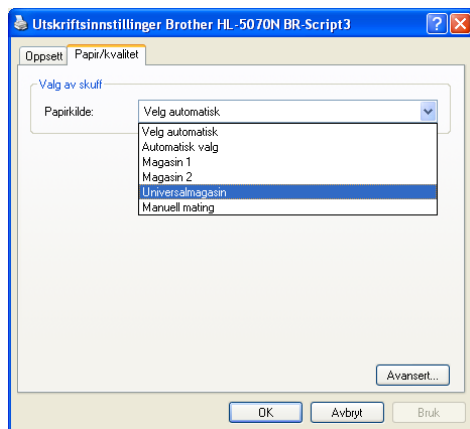 Utskriftsinnstillinger Brother HL-5070N BR-Script3
Oppsett Papir/kvalitet
Valg av skuff
Papirkilde: Velg automatisk
Velg automatisk
Automatisk valg
Magasin 1
Magasin 2
Universalmagasin
Manuell mating
Avansert...
OK Avbryt Bruk